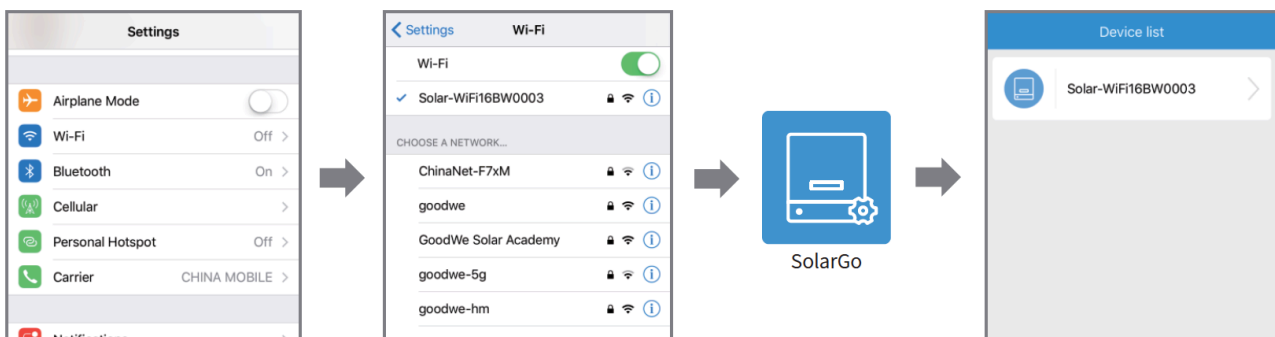 Settings
Airplane Mode
Wi-Fi Off
Bluetooth On
Cellular
Personal Hotspot Off
Carrier CHINA MOBILE
Notifications
Settings Wi-Fi
Wi-Fi
Solar-WiFi16BW0003
CHOOSE A NETWORK...
ChinaNet-F7xM
goodwe
GoodWe Solar Academy
goodwe-5g
goodwe-hm
SolarGo
Device list
Solar-WiFi16BW0003